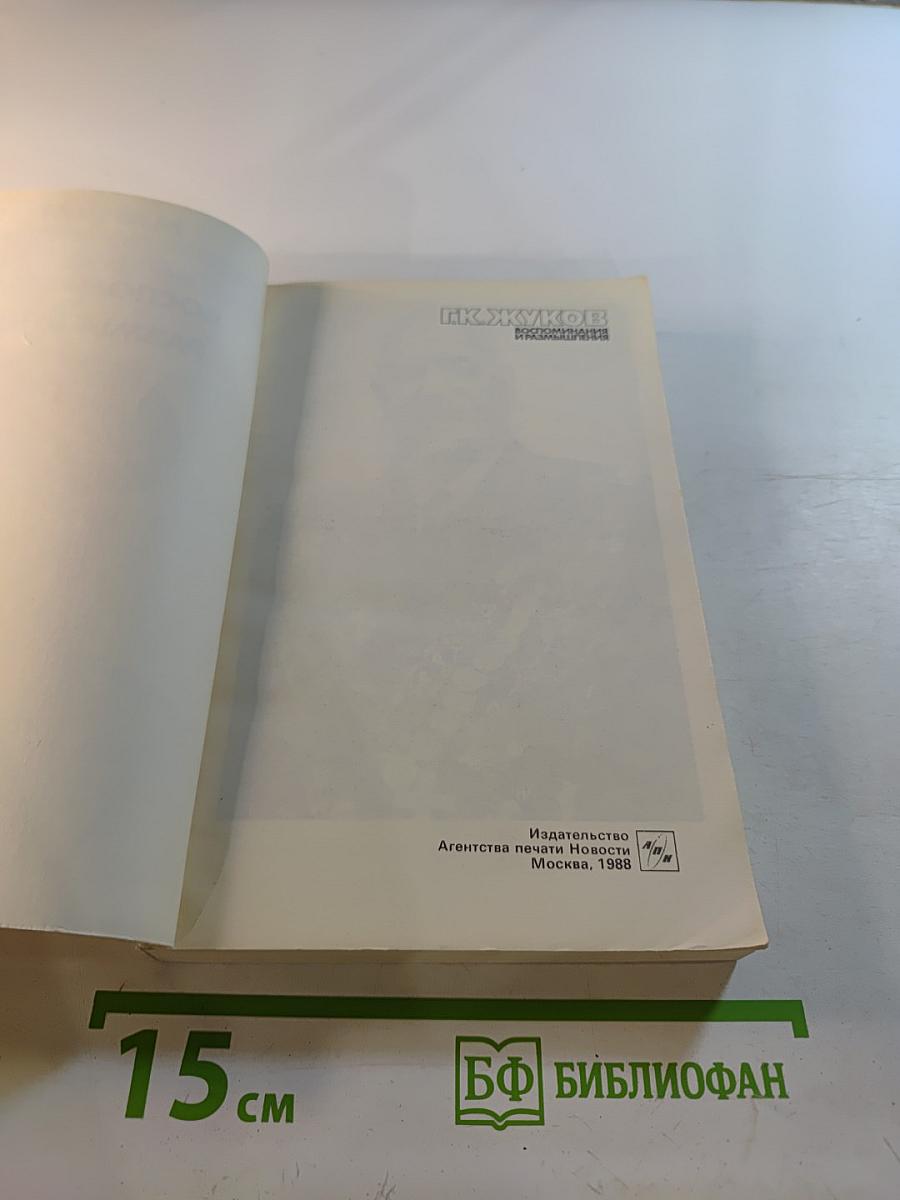 Г.К. ЖУКОВ
ВОСПОМИНАНИЯ
И РАЗМЫШЛЕНИЯ
Издательство
Агентства печати Новости
Москва, 1988
АПН
15 см
БФ БИБЛИОФАН